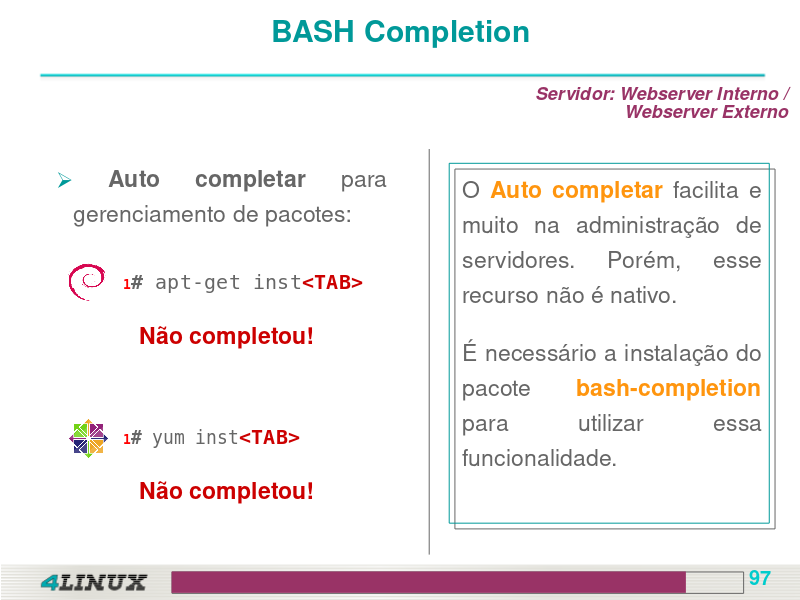 BASH Completion
Servidor: Webserver Interno /
Webserver Externo
Auto completar para
gerenciamento de pacotes:
1# apt-get inst<TAB>
Não completou!
1# yum inst<TAB>
Não completou!
O Auto completar facilita e
muito na administração de
servidores. Porém, esse
recurso não é nativo.
É necessário a instalação do
pacote bash-completion
para utilizar essa
funcionalidade.
4LINUX
97